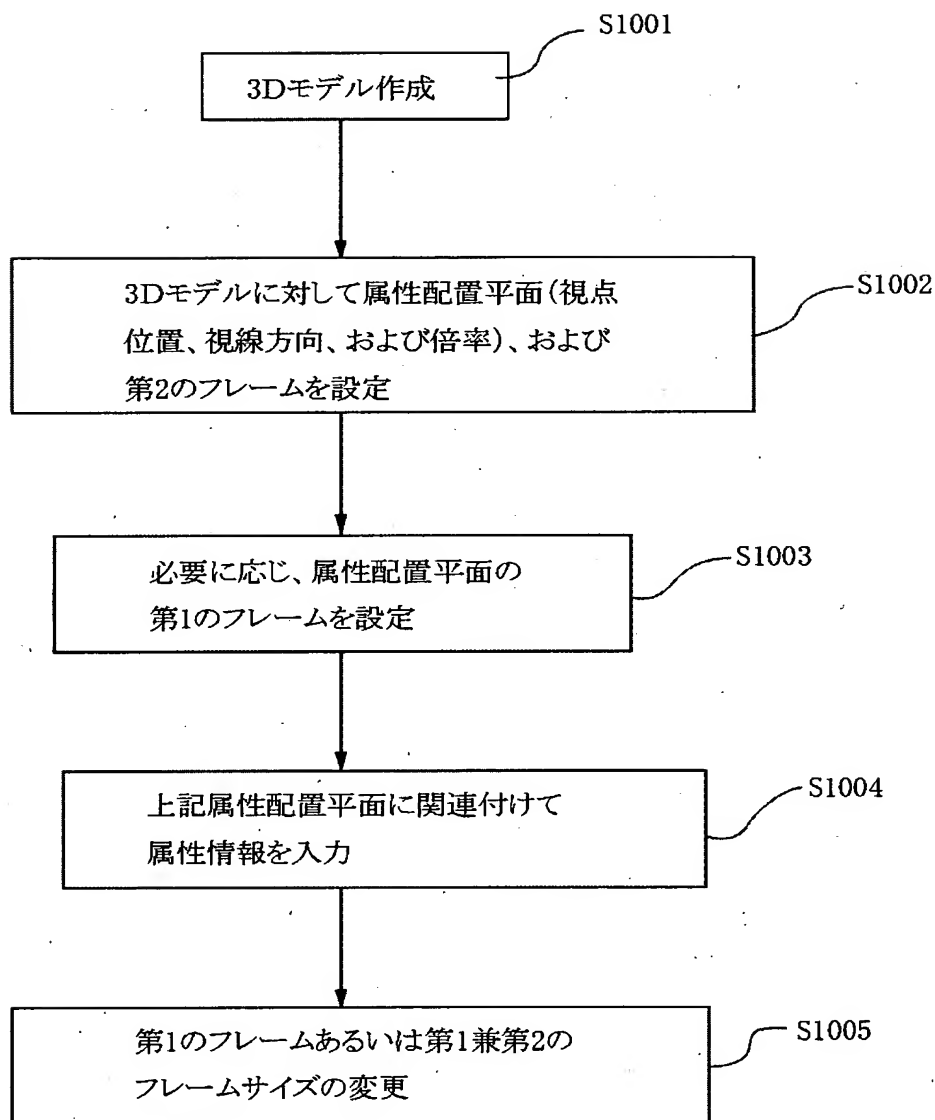 S1001
3Dモデル作成
S1002
3Dモデルに対して属性配置平面(視点
位置、視線方向、および倍率)、および
第2のフレームを設定
S1003
必要に応じ、属性配置平面の
第1のフレームを設定
S1004
上記属性配置平面に関連付けて
属性情報を入力
S1005
第1のフレームあるいは第1兼第2の
フレームサイズの変更